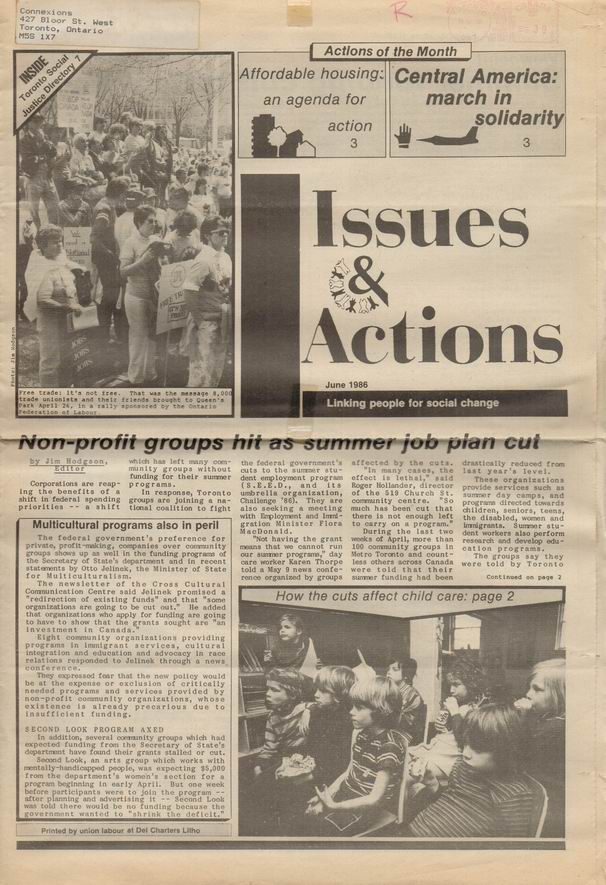 Connexions
427 Bloor St. West
Toronto, Ontario
M5S 1X7
R
INSIDE
Toronto Social
Justice Directory 7
Actions of the Month
Affordable housing:
an agenda for
action
3
Central America:
march in
solidarity
3
Issues
&
Actions
June 1986
Linking people for social change
Photo: Jim Hodgson
Free trade: it's not free. That was the message 8,000
trade unionists and their friends brought to Queen's
Park April 26, in a rally sponsored by the Ontario
Federation of Labour.
Non-profit groups hit as summer job plan cut
by Jim Hodgson,
Editor
Corporations are reap-
ing the benefits of a
shift in federal spending
priorities -- a shift
which has left many com-
munity groups without
funding for their summer
programs.
In response, Toronto
groups are joining a na-
tional coalition to fight
the federal government's
cuts to the summer stu-
dent employment program
(S.E.E.D., and its
umbrella organisation,
Challenge '86). They are
also seeking a meeting
with Employment and Immi-
gration Minister Flora
MacDonald.
"Not having the grant
means that we cannot run
our summer programs," day
care worker Karen Thorpe
told a May 9 news confe-
rence organized by groups
affected by the cuts.
"In many cases, the
effect is lethal," said
Roger Hollander, director
of the 519 Church St.
community centre. "So
much has been cut that
there is not enough left
to carry on a program."
During the last two
weeks of April, more than
100 community groups in
Metro Toronto and count-
less others across Canada
were told that their
summer funding had been
drastically reduced from
last year's level.
These organizations
provide services such as
summer day camps, and
programs directed towards
children, seniors, teens,
the disabled, women and
immigrants. Summer stu-
dent workers also perform
research and develop edu-
cation programs.
The groups say they
were told by Toronto
Continued on page 2
Multicultural programs also in peril
The federal government's preference for
private, profit-making, companies over community
groups shows up as well in the funding programs of
the Secretary of State's department and in recent
statements by Otto Jelinek, the Minister of State
for Multiculturalism.
The newsletter of the Cross Cultural
Communication Centre said Jelinek promised a
"redirection of existing funds" and that "some
organizations are going to be cut out." He added
that organizations who apply for funding are going
to have to show that the grants sought are "an
investment in Canada."
Eight community organizations providing
programs in immigrant services, cultural
integration and education and advocacy in race
relations responded to Jelinek through a news
conference.
They expressed fear that the new policy would
be at the expense or exclusion of critically
needed programs and services provided by
non-profit community organizations, whose
existence is already precarious due to
insufficient funding.
SECOND LOOK PROGRAM AXED
In addition, several community groups which had
expected funding from the Secretary of State's
department have found their grants stalled or cut.
Second Look, an arts group which works with
mentally-handicapped people, was expecting $5,000
from the department's women's section for a
program beginning in early April. But one week
before participants were to join the program --
after planning and advertising it -- Second Look
was told there would be no funding because the
government wanted to "shrink the deficit."
Printed by union labour at Del Charters Litho
How the cuts affect child care: page 2